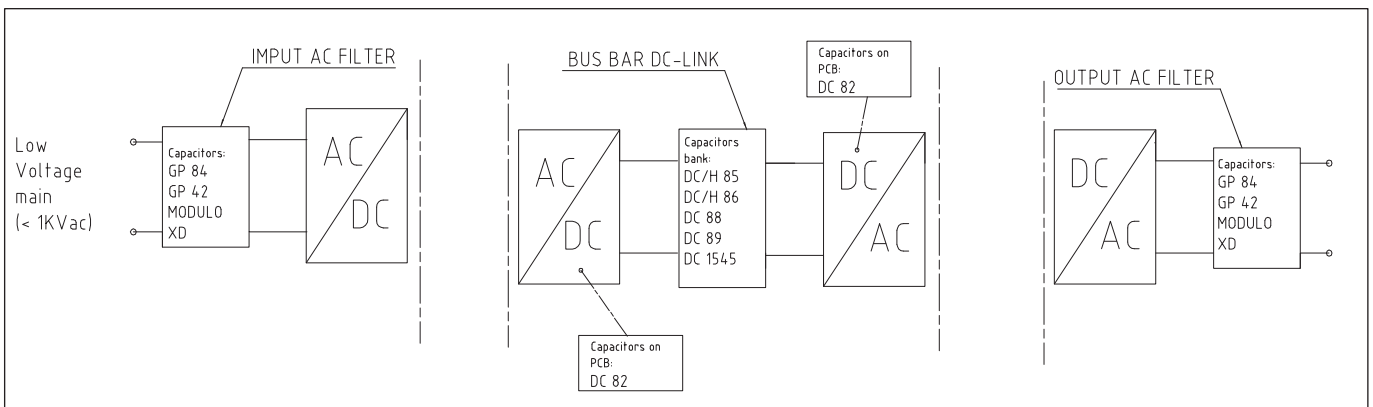 IMPUT AC FILTER
Low
Voltage
main
(< 1KVac)
Capacitors:
GP 84
GP 42
MODULO
XD
AC
DC
BUS BAR DC-LINK
AC
DC
Capacitors on
PCB:
DC 82
Capacitors
bank:
DC/H 85
DC/H 86
DC 88
DC 89
DC 1545
Capacitors on
PCB:
DC 82
DC
AC
OUTPUT AC FILTER
DC
AC
Capacitors:
GP 84
GP 42
MODULO
XD